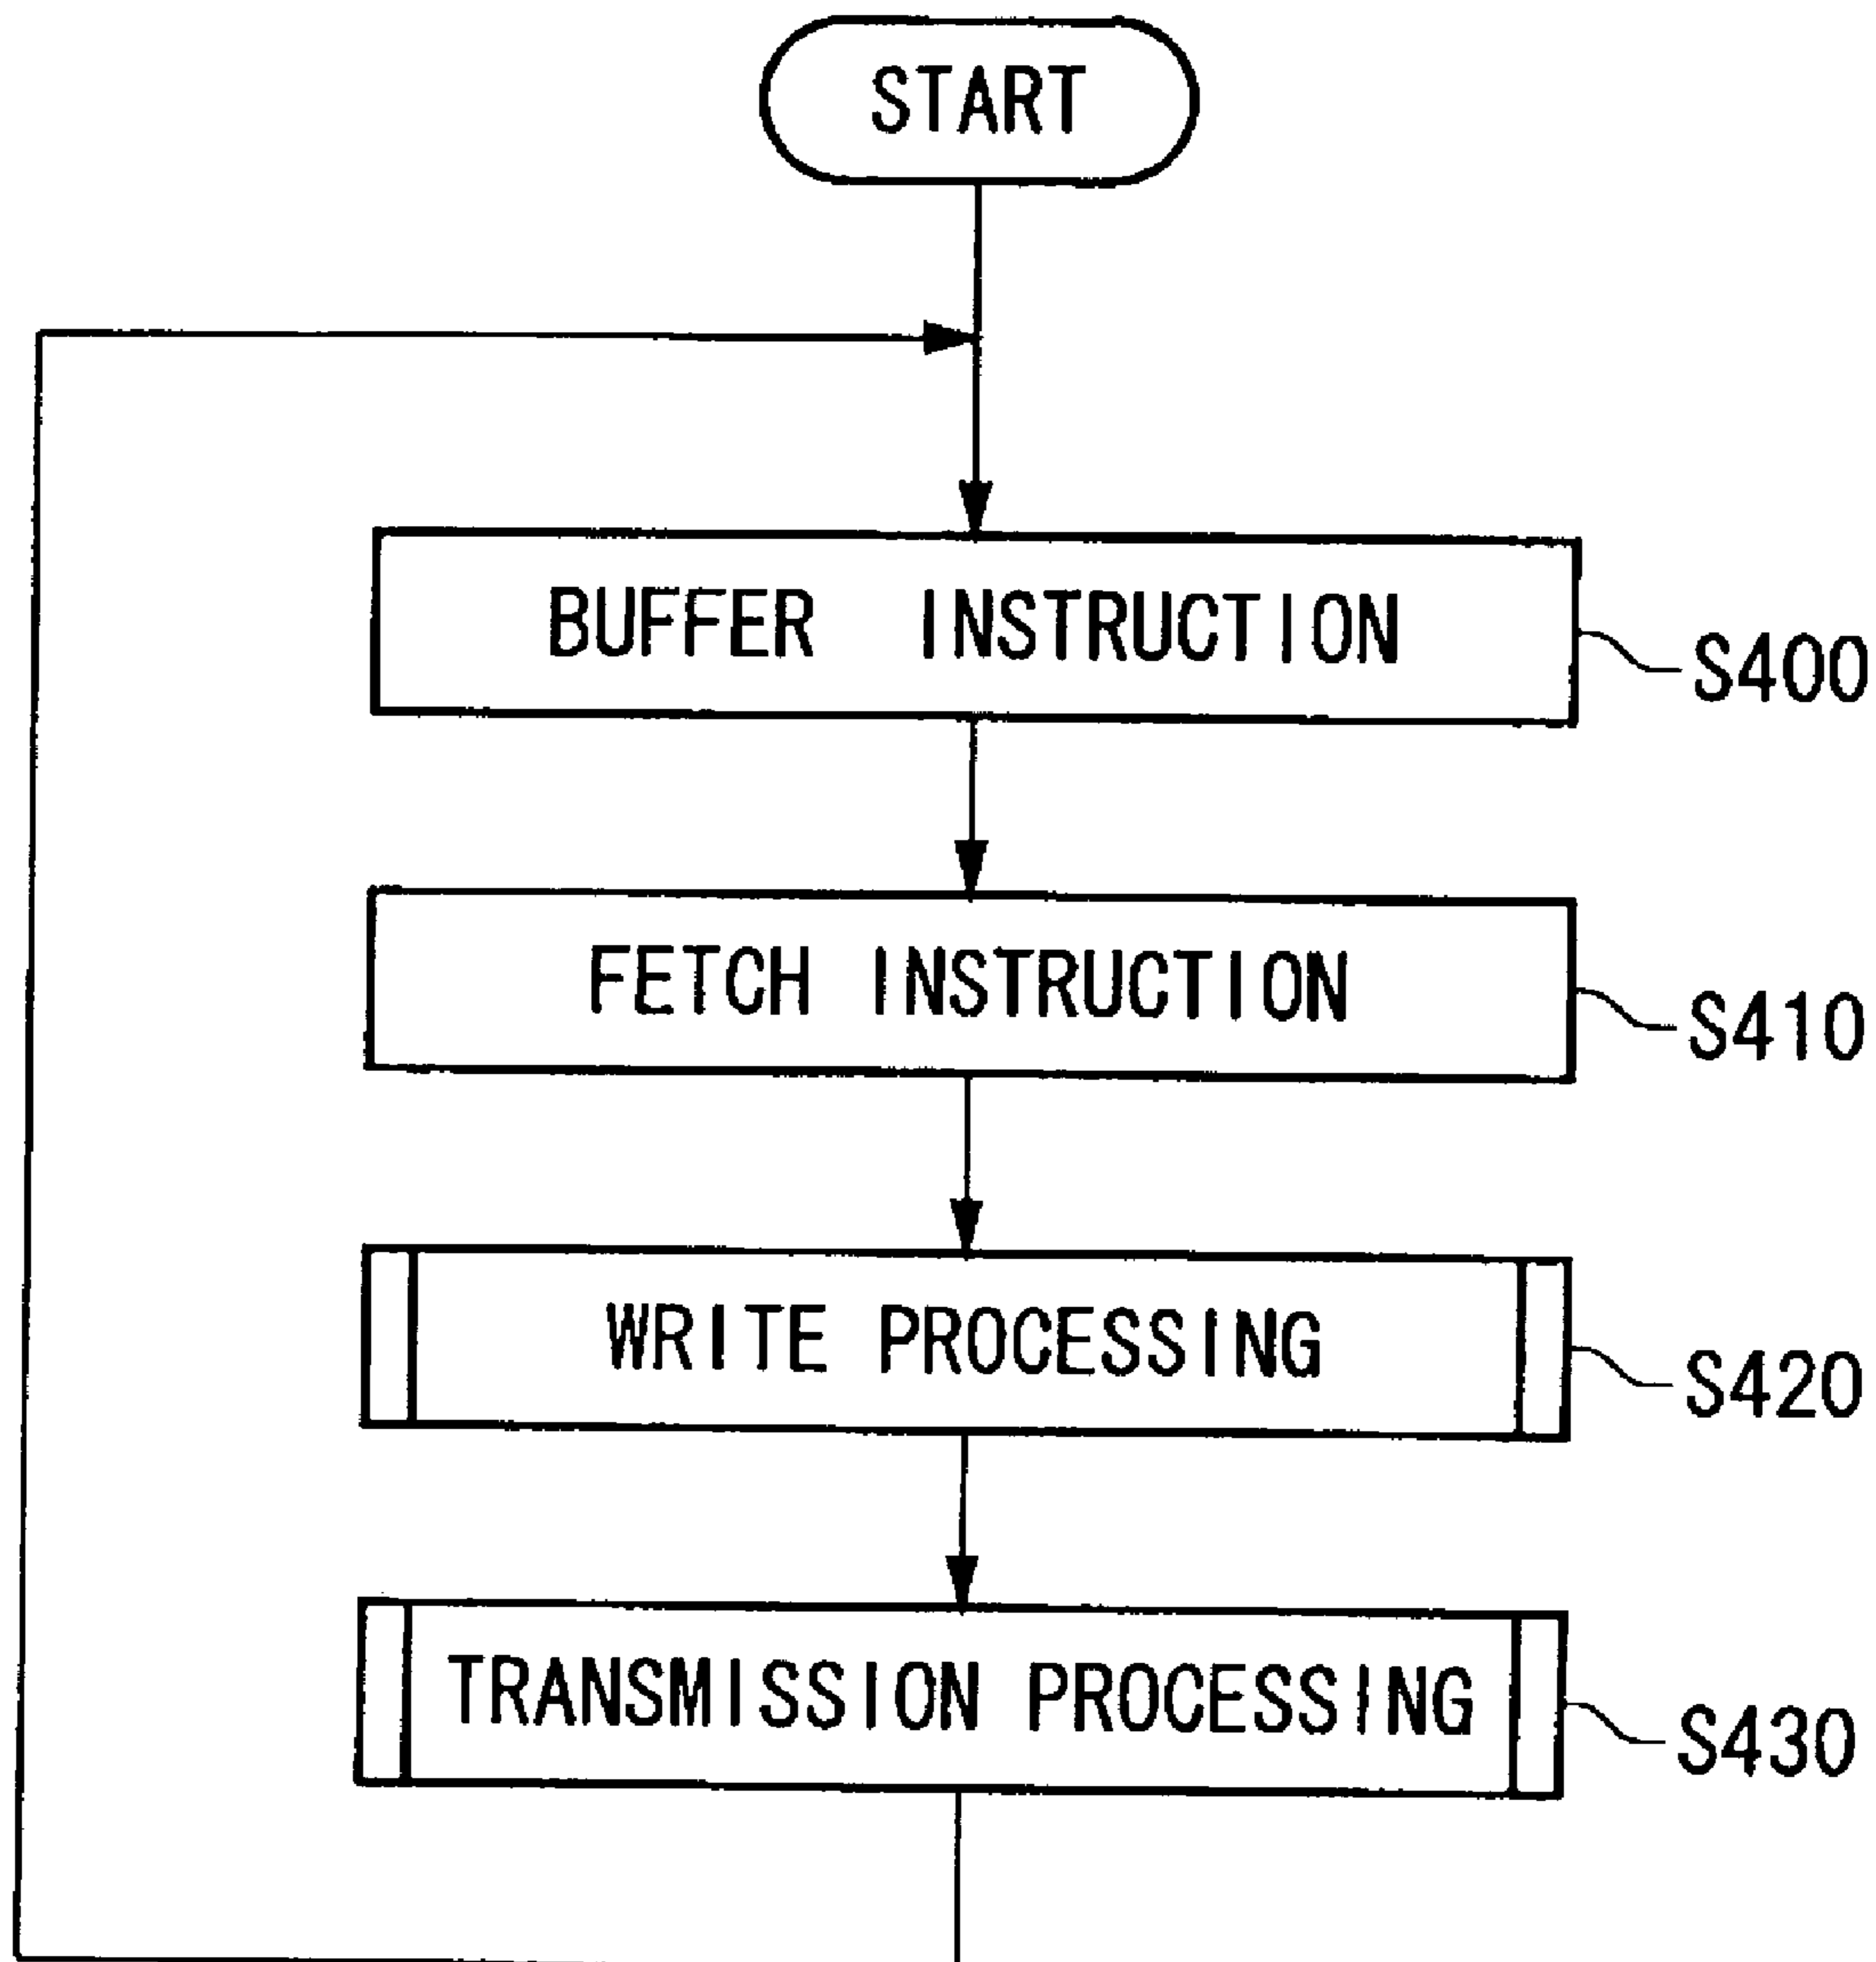 START
BUFFER INSTRUCTION
S400
FETCH INSTRUCTION
S410
WRITE PROCESSING
S420
TRANSMISSION PROCESSING
S430